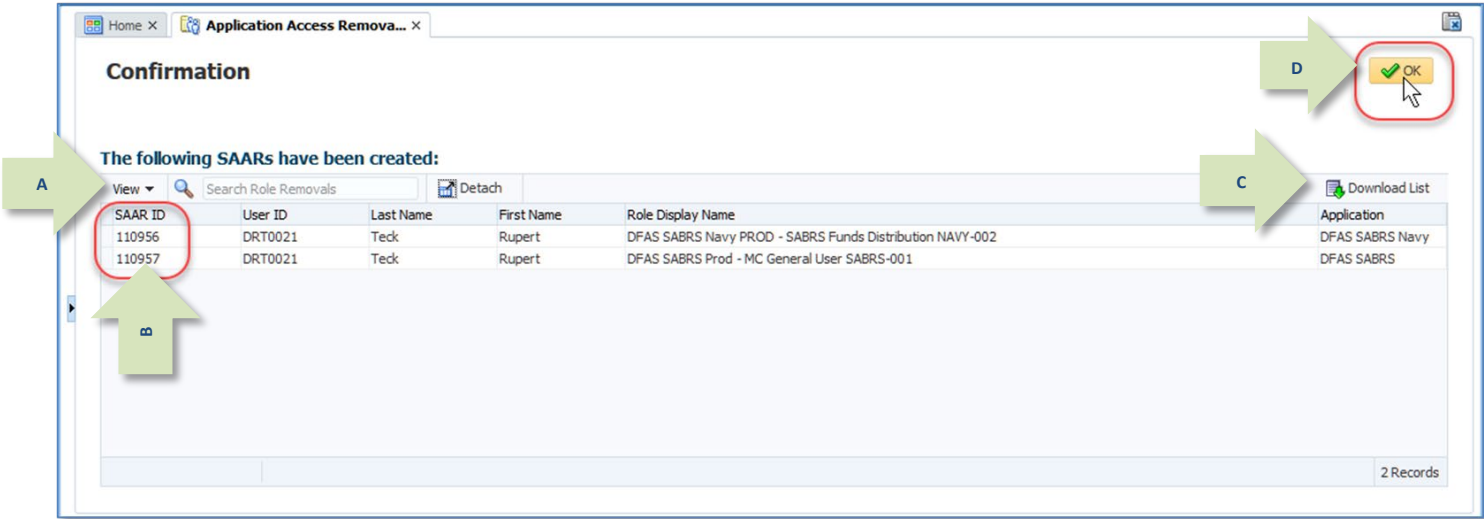 Home × Application Access Remova... ×
Confirmation
D
OK
The following SAARs have been created:
A
View Search Role Removals Detach
C
Download List
SAAR ID User ID Last Name First Name Role Display Name Application
110956 DRT0021 Teck Rupert DFAS SABRS Navy PROD - SABRS Funds Distribution NAVY-002 DFAS SABRS Navy
110957 DRT0021 Teck Rupert DFAS SABRS Prod - MC General User SABRS-001 DFAS SABRS
B
2 Records